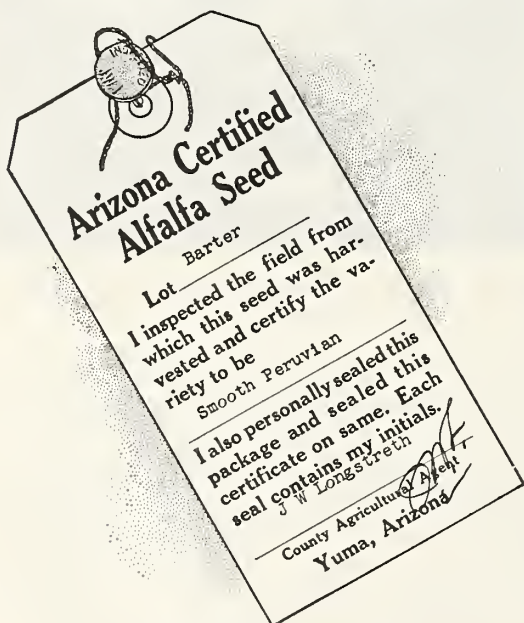 INSPECTED
Arizona Certified
Alfalfa Seed
Lot Barter
I inspected the field from
which this seed was har-
vested and certify the va-
riety to be
Smooth Peruvian
I also personally sealed this
package and sealed this
certificate on same. Each
seal contains my initials.
J W Longstreth
County Agricultural Agent,
Yuma, Arizona